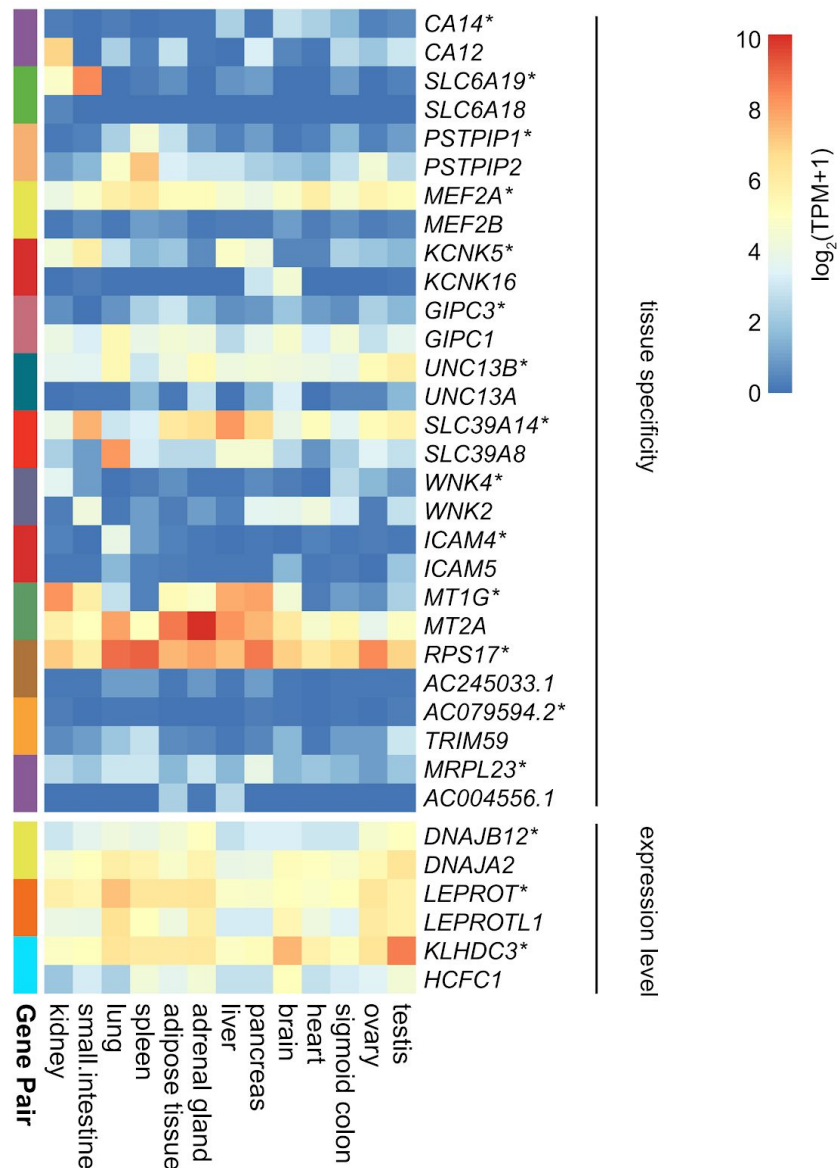 CA14*
CA12
SLC6A19*
SLC6A18
PSTPIP1*
PSTPIP2
MEF2A*
MEF2B
KCNK5*
KCNK16
GIPC3*
GIPC1
UNC13B*
UNC13A
SLC39A14*
SLC39A8
WNK4*
WNK2
ICAM4*
ICAM5
MT1G*
MT2A
RPS17*
AC245033.1
AC079594.2*
TRIM59
MRPL23*
AC004556.1
tissue specificity
DNAJB12*
DNAJA2
LEPROT*
LEPROTL1
KLHDC3*
HCFC1
expression level
10
8
6
4
2
0
log2(TPM+1)
Gene Pair
kidney
small.intestine
lung
spleen
adipose tissue
adrenal gland
liver
pancreas
brain
heart
sigmoid colon
ovary
testis